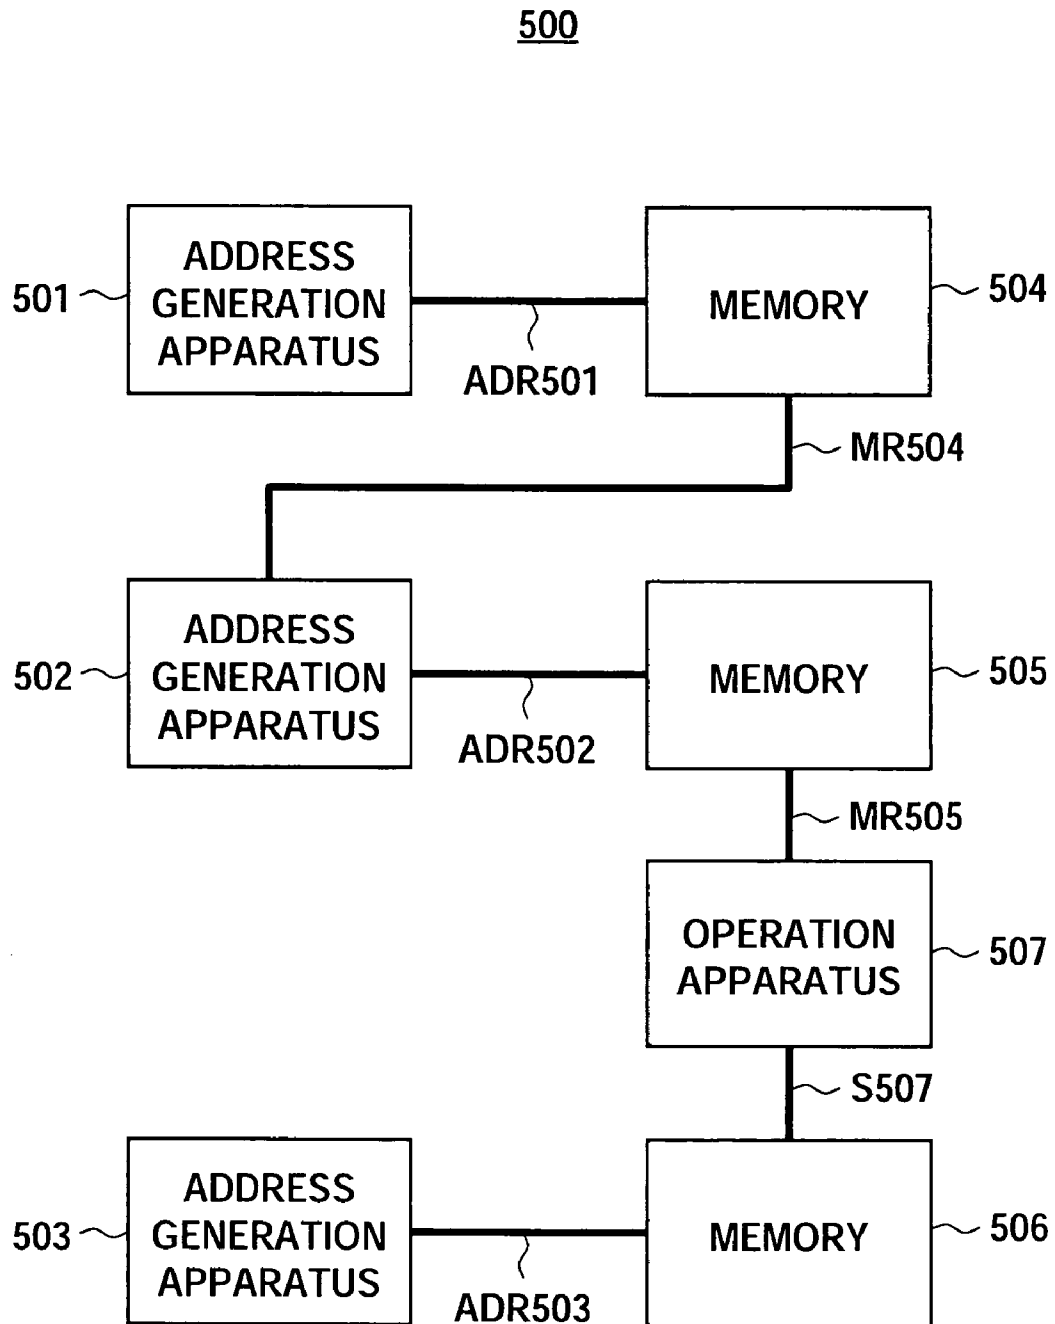 500
ADDRESS
GENERATION
APPARATUS
501
ADR501
MEMORY
504
MR504
ADDRESS
GENERATION
APPARATUS
502
ADR502
MEMORY
505
MR505
OPERATION
APPARATUS
507
S507
ADDRESS
GENERATION
APPARATUS
503
ADR503
MEMORY
506